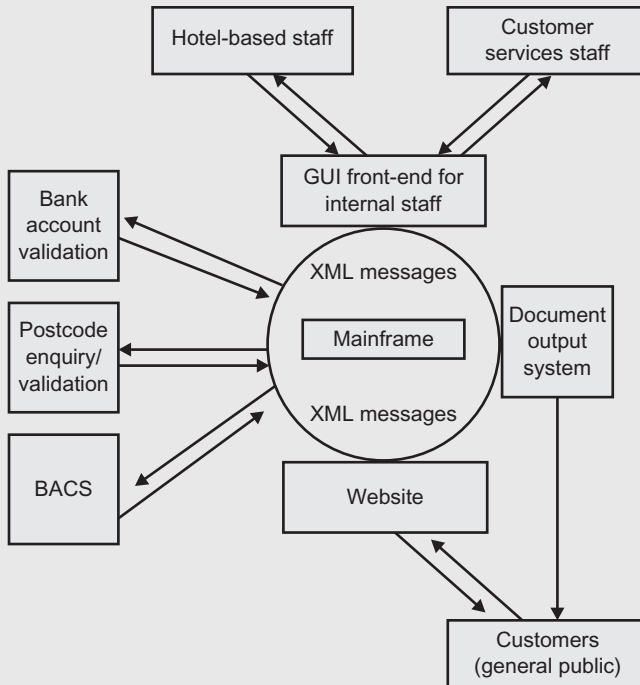 Hotel-based staff
Customer
services staff
GUI front-end for
internal staff
Bank
account
validation
XML messages
Postcode
enquiry/
validation
Mainframe
Document
output
system
XML messages
BACS
Website
Customers
(general public)